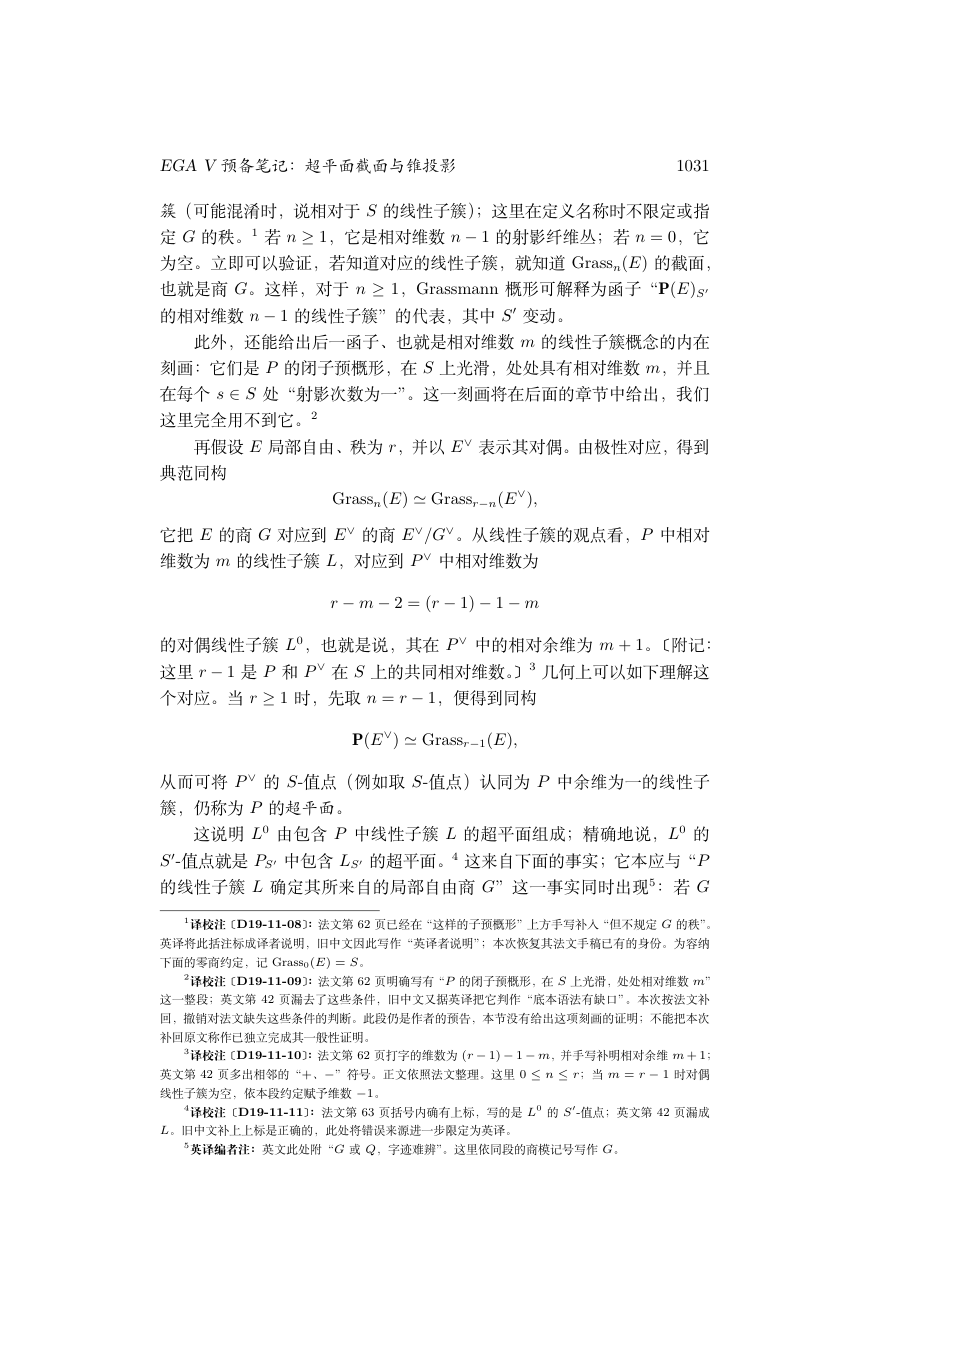 EGA V 预备笔记：超平面截面与锥投影 1031
簇（可能混淆时，说相对于 S 的线性子簇）；这里在定义名称时不限定或指
定 G 的秩。¹ 若 n ≥ 1，它是相对维数 n − 1 的射影纤维丛；若 n = 0，它
为空。立即可以验证，若知道对应的线性子簇，就知道 Grassₙ(E) 的截面，
也就是商 G。这样，对于 n ≥ 1，Grassmann 概形可解释为函子 “P(E)_{S′}
的相对维数 n − 1 的线性子簇” 的代表，其中 S′ 变动。
此外，还能给出后一函子、也就是相对维数 m 的线性子簇概念的内在
刻画：它们是 P 的闭子预概形，在 S 上光滑，处处具有相对维数 m，并且
在每个 s ∈ S 处 “射影次数为一”。这一刻画将在后面的章节中给出，我们
这里完全用不到它。²
再假设 E 局部自由、秩为 r，并以 E^∨ 表示其对偶。由极性对应，得到
典范同构
Grassₙ(E) ≃ Grass_{r−n}(E^∨),
它把 E 的商 G 对应到 E^∨ 的商 E^∨/G^∨。从线性子簇的观点看，P 中相对
维数为 m 的线性子簇 L，对应到 P^∨ 中相对维数为
r − m − 2 = (r − 1) − 1 − m
的对偶线性子簇 L⁰，也就是说，其在 P^∨ 中的相对余维为 m + 1。〔附记：
这里 r − 1 是 P 和 P^∨ 在 S 上的共同相对维数。〕³ 几何上可以如下理解这
个对应。当 r ≥ 1 时，先取 n = r − 1，便得到同构
P(E^∨) ≃ Grass_{r−1}(E),
从而可将 P^∨ 的 S-值点（例如取 S-值点）认同为 P 中余维为一的线性子
簇，仍称为 P 的超平面。
这说明 L⁰ 由包含 P 中线性子簇 L 的超平面组成；精确地说，L⁰ 的
S′-值点就是 P_{S′} 中包含 L_{S′} 的超平面。⁴ 这来自下面的事实；它本应与 “P
的线性子簇 L 确定其所来自的局部自由商 G” 这一事实同时出现⁵：若 G
¹译校注〔D19-11-08〕：法文第 62 页已经在 “这样的子预概形” 上方手写补入 “但不规定 G 的秩”。
英译将此括注标成译者说明，旧中文因此写作 “英译者说明”；本次恢复其法文手稿已有的身份。为容纳
下面的零商约定，记 Grass₀(E) = S。
²译校注〔D19-11-09〕：法文第 62 页明确写有 “P 的闭子预概形，在 S 上光滑，处处相对维数 m”
这一整段；英文第 42 页漏去了这些条件，旧中文又据英译把它判作 “底本语法有缺口”。本次按法文补
回，撤销对法文缺失这些条件的判断。此段仍是作者的预告，本节没有给出这项刻画的证明；不能把本次
补回原文称作已独立完成其一般性证明。
³译校注〔D19-11-10〕：法文第 62 页打字的维数为 (r − 1) − 1 − m，并手写补明相对余维 m + 1；
英文第 42 页多出相邻的 “+、−” 符号。正文依照法文整理。这里 0 ≤ n ≤ r；当 m = r − 1 时对偶
线性子簇为空，依本段约定赋予维数 −1。
⁴译校注〔D19-11-11〕：法文第 63 页括号内确有上标，写的是 L⁰ 的 S′-值点；英文第 42 页漏成
L。旧中文补上上标是正确的，此处将错误来源进一步限定为英译。
⁵英译编者注：英文此处附 “G 或 Q，字迹难辨”。这里依同段的商模记号写作 G。